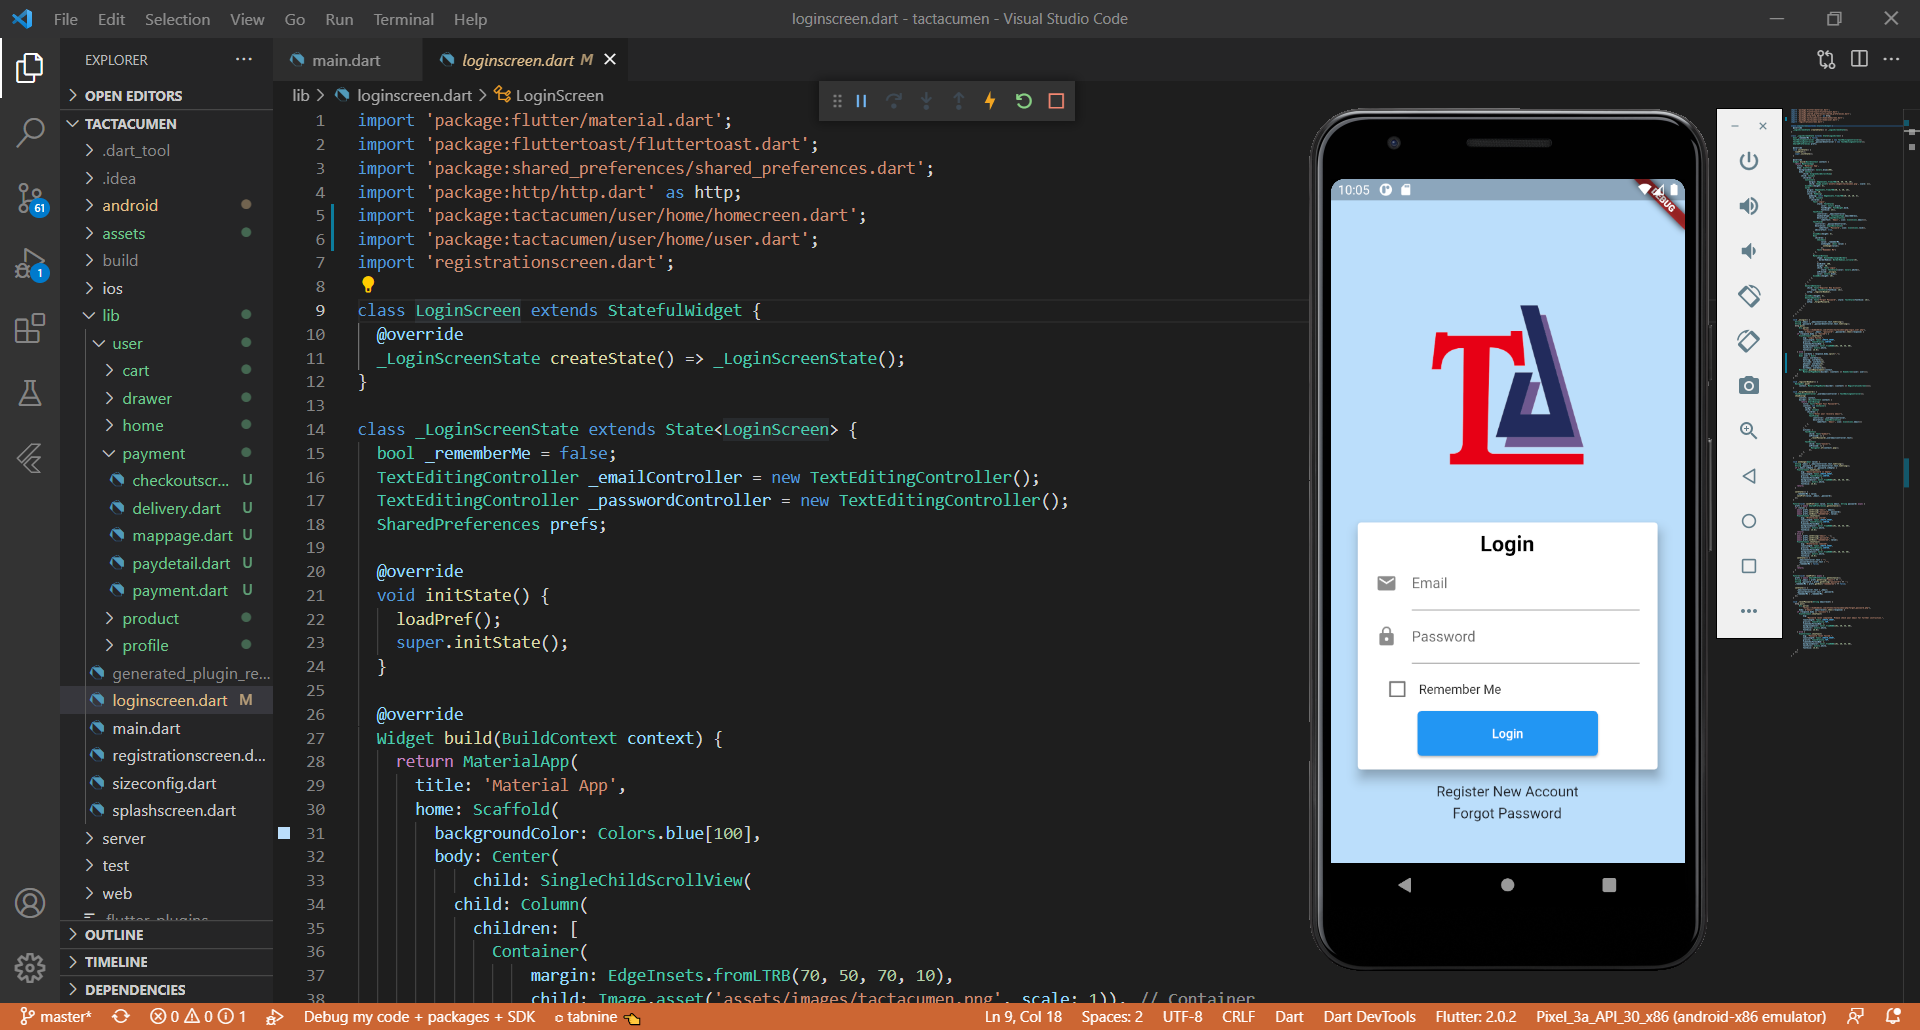 File Edit Selection View Go Run Terminal Help
loginscreen.dart - tactacumen - Visual Studio Code
EXPLORER
main.dart
loginscreen.dart M
OPEN EDITORS
TACTACUMEN
.dart_tool
.idea
android
assets
build
ios
lib
user
cart
drawer
home
payment
checkoutscr... U
delivery.dart U
mappage.dart U
paydetail.dart U
payment.dart U
product
profile
generated_plugin_re...
loginscreen.dart M
main.dart
registrationscreen.d...
sizeconfig.dart
splashscreen.dart
server
test
web
.flutter-plugins
OUTLINE
TIMELINE
DEPENDENCIES
61
1
lib > loginscreen.dart > LoginScreen
1 import 'package:flutter/material.dart';
2 import 'package:fluttertoast/fluttertoast.dart';
3 import 'package:shared_preferences/shared_preferences.dart';
4 import 'package:http/http.dart' as http;
5 import 'package:tactacumen/user/home/homecreen.dart';
6 import 'package:tactacumen/user/home/user.dart';
7 import 'registrationscreen.dart';
8
9 class LoginScreen extends StatefulWidget {
10 @override
11 _LoginScreenState createState() => _LoginScreenState();
12 }
13
14 class _LoginScreenState extends State<LoginScreen> {
15 bool _rememberMe = false;
16 TextEditingController _emailController = new TextEditingController();
17 TextEditingController _passwordController = new TextEditingController();
18 SharedPreferences prefs;
19
20 @override
21 void initState() {
22 loadPref();
23 super.initState();
24 }
25
26 @override
27 Widget build(BuildContext context) {
28 return MaterialApp(
29 title: 'Material App',
30 home: Scaffold(
31 backgroundColor: Colors.blue[100],
32 body: Center(
33 child: SingleChildScrollView(
34 child: Column(
35 children: [
36 Container(
37 margin: EdgeInsets.fromLTRB(70, 50, 70, 10),
38 child: Image.asset('assets/images/tactacumen.png', scale: 1)), // Container
10:05
DEBUG
Login
Email
Password
Remember Me
Login
Register New Account
Forgot Password
master* 0 0 1 Debug my code + packages + SDK tabnine
Ln 9, Col 18 Spaces: 2 UTF-8 CRLF Dart Dart DevTools Flutter: 2.0.2 Pixel_3a_API_30_x86 (android-x86 emulator)